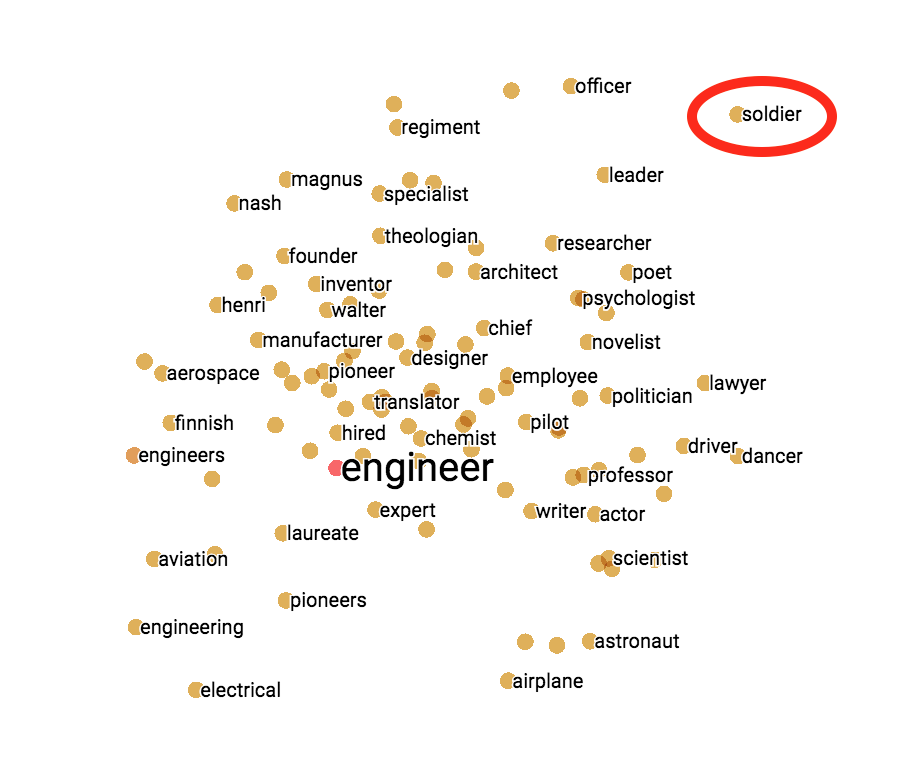 officer
soldier
regiment
leader
magnus
specialist
nash
theologian
researcher
founder
architect
poet
inventor
psychologist
henri
walter
chief
manufacturer
novelist
designer
pioneer
aerospace
employee
lawyer
politician
translator
finnish
pilot
hired
chemist
driver
engineers
dancer
engineer
professor
expert
writer
actor
laureate
aviation
scientist
pioneers
engineering
astronaut
airplane
electrical